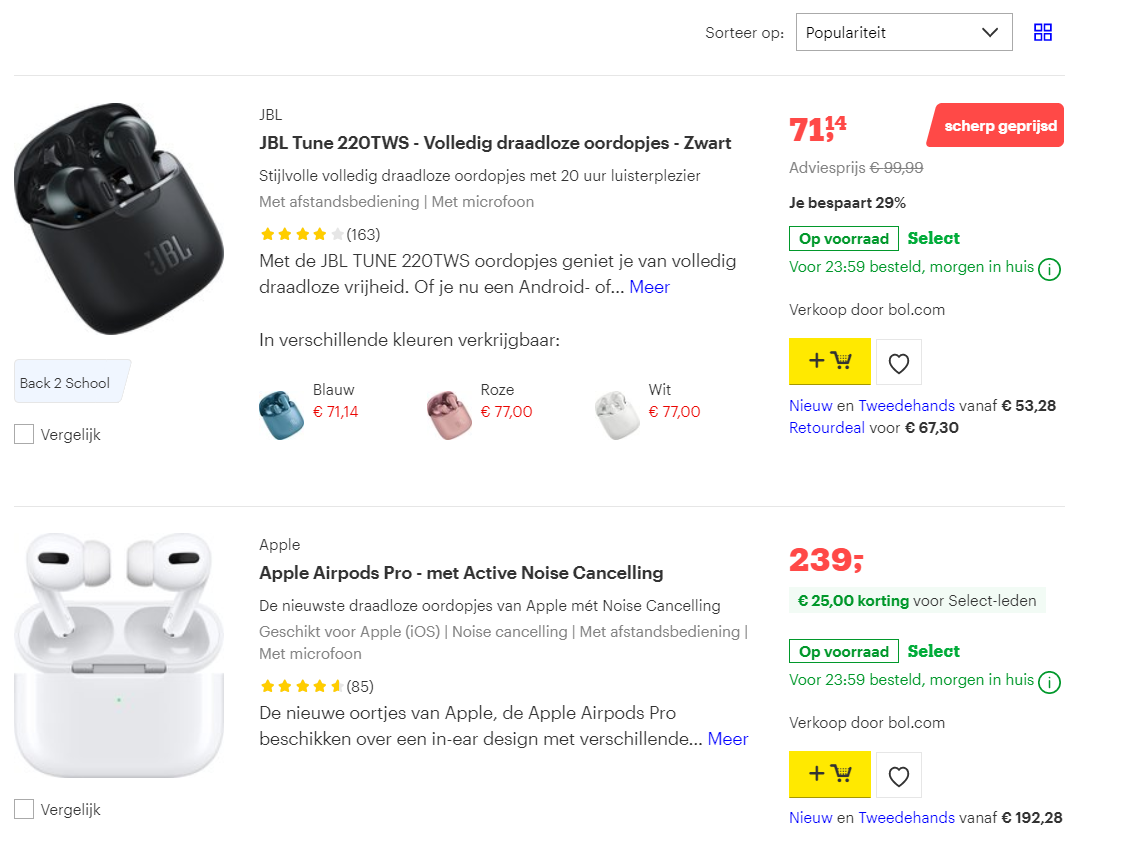 Sorteer op:
Populariteit
JBL
JBL Tune 220TWS - Volledig draadloze oordopjes - Zwart
Stijlvolle volledig draadloze oordopjes met 20 uur luisterplezier
Met afstandsbediening | Met microfoon
(163)
Met de JBL TUNE 220TWS oordopjes geniet je van volledig
draadloze vrijheid. Of je nu een Android- of... Meer
In verschillende kleuren verkrijgbaar:
Blauw
€ 71,14
Roze
€ 77,00
Wit
€ 77,00
JBL
Back 2 School
Vergelijk
71,14
scherp geprijsd
Adviesprijs € 99,99
Je bespaart 29%
Op voorraad Select
Voor 23:59 besteld, morgen in huis i
Verkoop door bol.com
+
Nieuw en Tweedehands vanaf € 53,28
Retourdeal voor € 67,30
Apple
Apple Airpods Pro - met Active Noise Cancelling
De nieuwste draadloze oordopjes van Apple mét Noise Cancelling
Geschikt voor Apple (iOS) | Noise cancelling | Met afstandsbediening |
Met microfoon
(85)
De nieuwe oortjes van Apple, de Apple Airpods Pro
beschikken over een in-ear design met verschillende... Meer
Vergelijk
239,-
€ 25,00 korting voor Select-leden
Op voorraad Select
Voor 23:59 besteld, morgen in huis i
Verkoop door bol.com
+
Nieuw en Tweedehands vanaf € 192,28